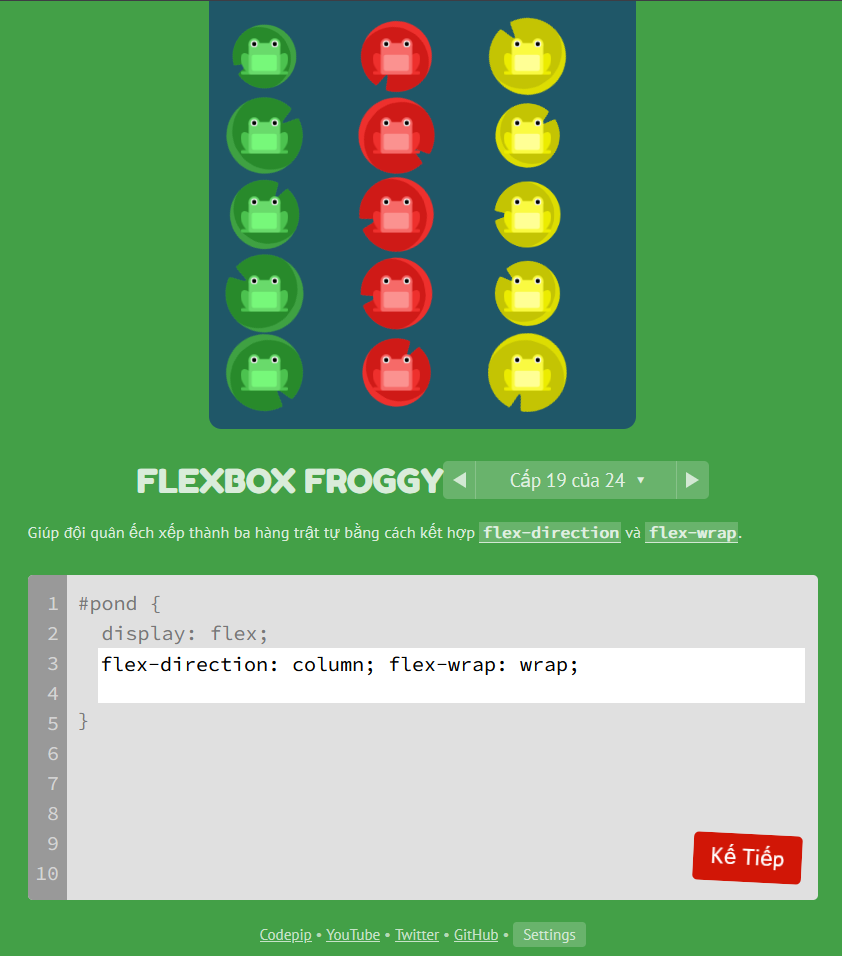 FLEXBOX FROGGY
◀ Cấp 19 của 24 ▼ ▶
Giúp đội quân ếch xếp thành ba hàng trật tự bằng cách kết hợp flex-direction và flex-wrap.
1 #pond {
2 display: flex;
3 flex-direction: column; flex-wrap: wrap;
4
5 }
6
7
8
9
10
Kế Tiếp
Codepip • YouTube • Twitter • GitHub • Settings